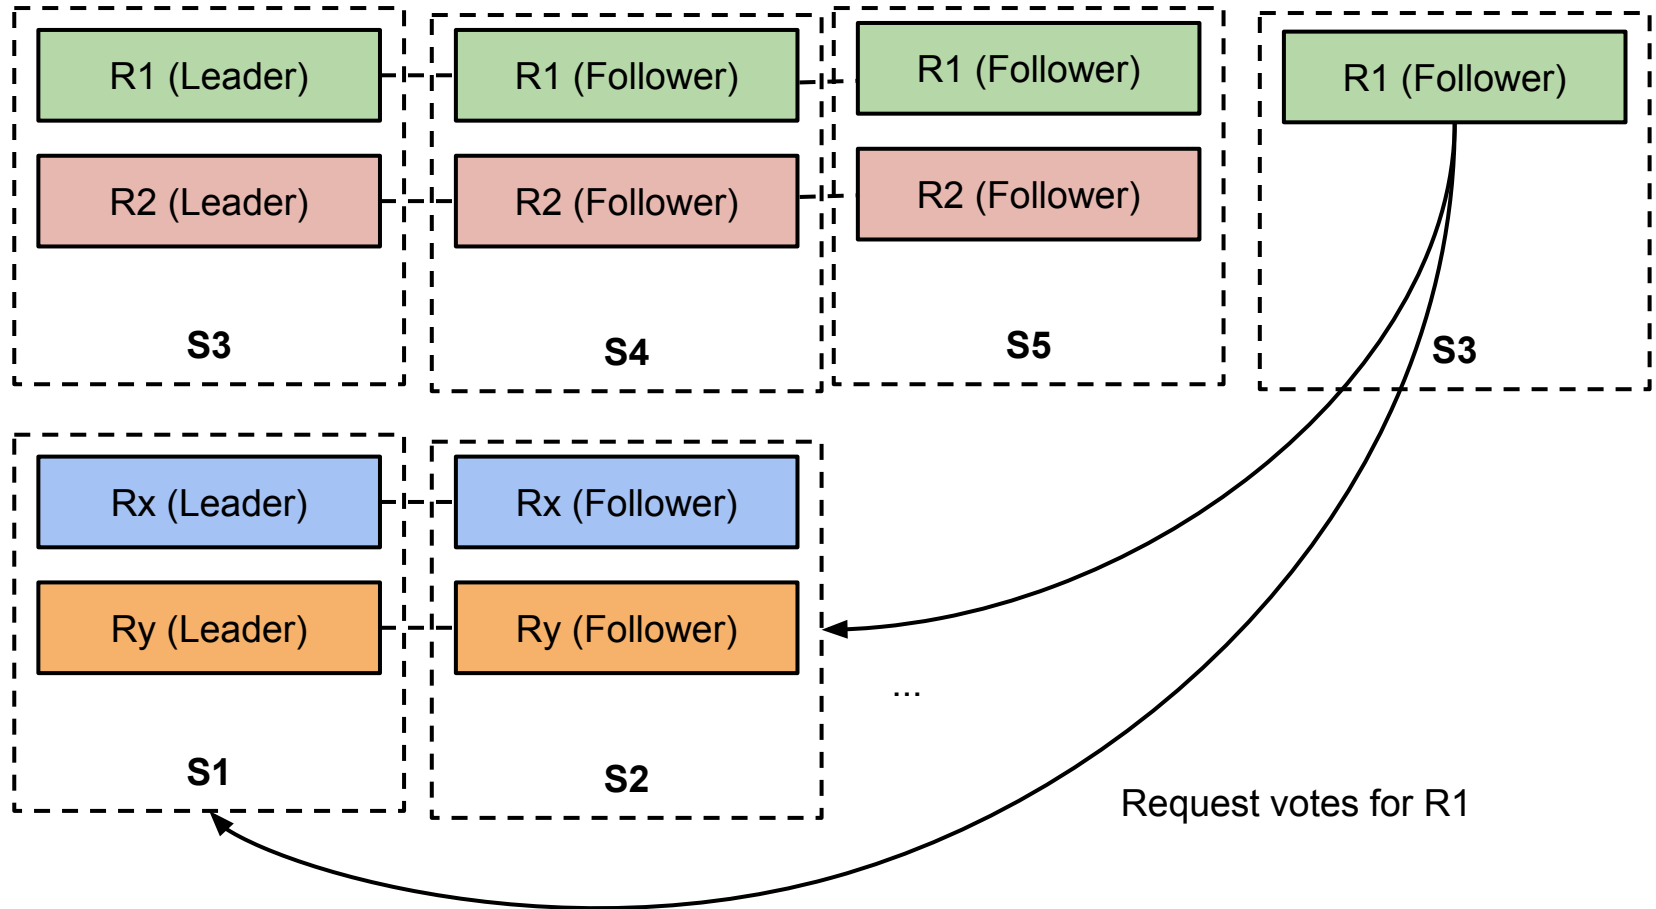 R1 (Leader)
R1 (Follower)
R1 (Follower)
R1 (Follower)
R2 (Leader)
R2 (Follower)
R2 (Follower)
S3
S4
S5
S3
Rx (Leader)
Rx (Follower)
Ry (Leader)
Ry (Follower)
...
S1
S2
Request votes for R1